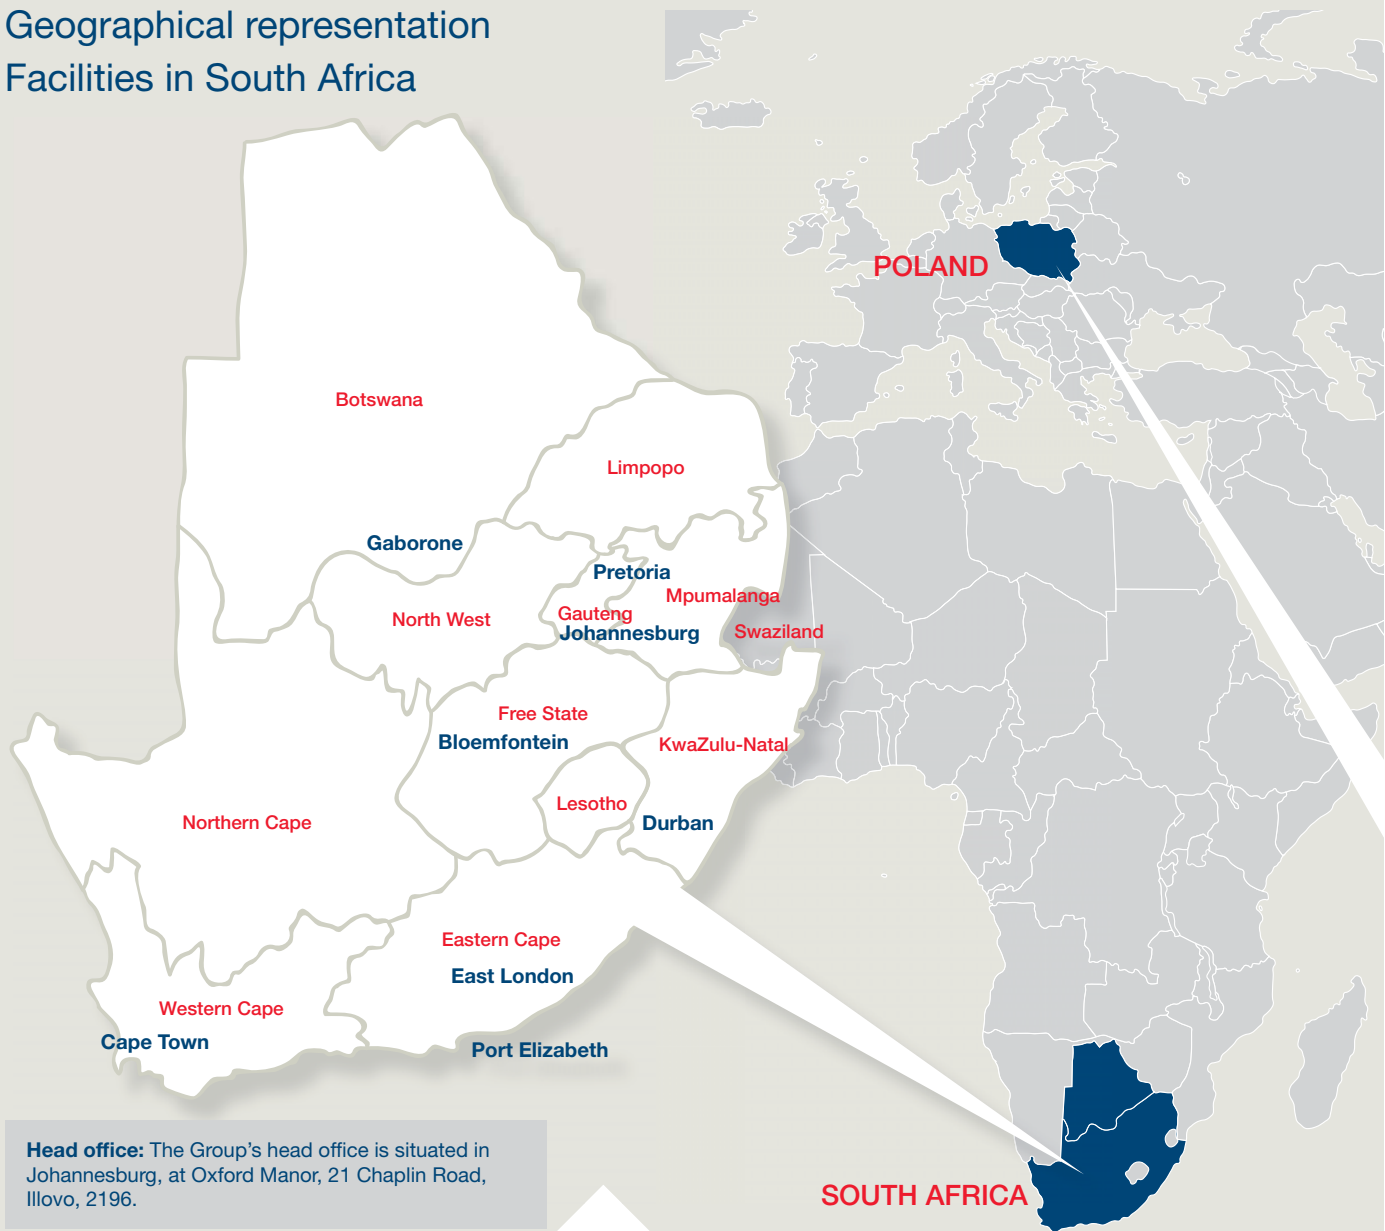 Geographical representation
Facilities in South Africa
POLAND
Botswana
Limpopo
Gaborone
Pretoria
Mpumalanga
Gauteng
North West
Johannesburg
Swaziland
Free State
Bloemfontein
KwaZulu-Natal
Lesotho
Northern Cape
Durban
Eastern Cape
East London
Western Cape
Cape Town
Port Elizabeth
Head office: The Group's head office is situated in
Johannesburg, at Oxford Manor, 21 Chaplin Road,
Illovo, 2196.
SOUTH AFRICA